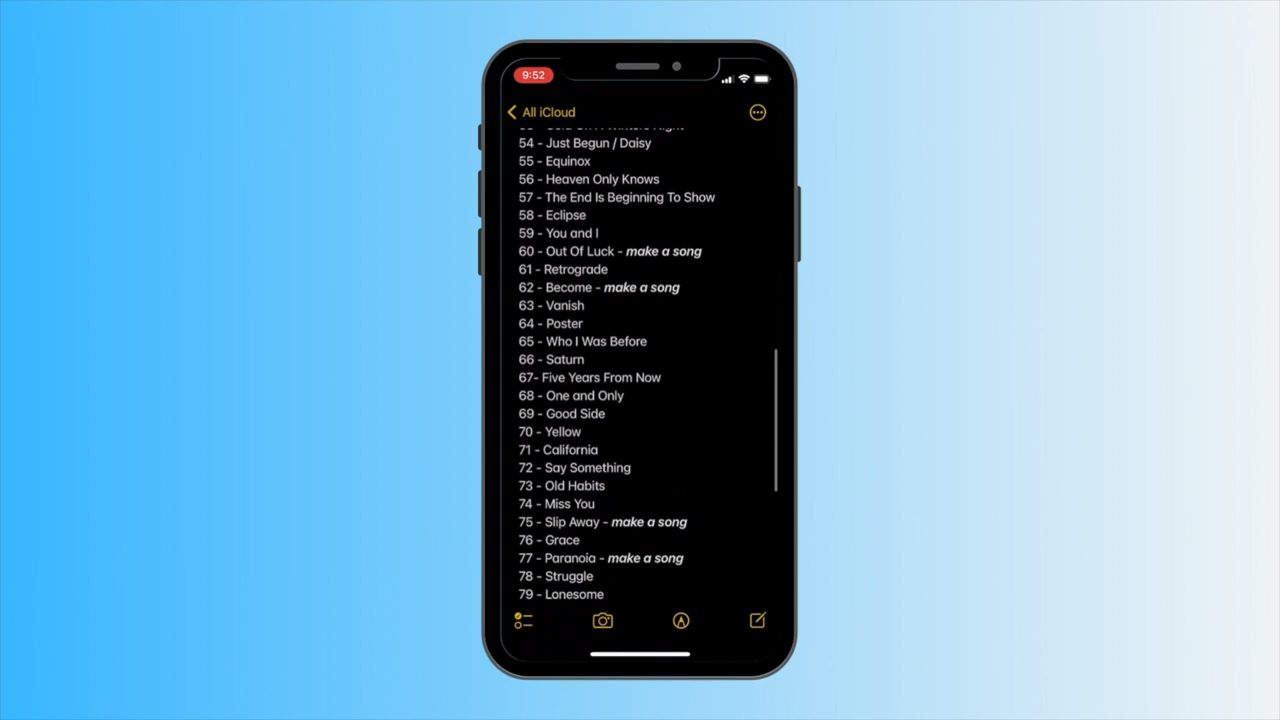 9:52
All iCloud
54 - Just Begun / Daisy
55 - Equinox
56 - Heaven Only Knows
57 - The End Is Beginning To Show
58 - Eclipse
59 - You and I
60 - Out Of Luck - make a song
61 - Retrograde
62 - Become - make a song
63 - Vanish
64 - Poster
65 - Who I Was Before
66 - Saturn
67- Five Years From Now
68 - One and Only
69 - Good Side
70 - Yellow
71 - California
72 - Say Something
73 - Old Habits
74 - Miss You
75 - Slip Away - make a song
76 - Grace
77 - Paranoia - make a song
78 - Struggle
79 - Lonesome